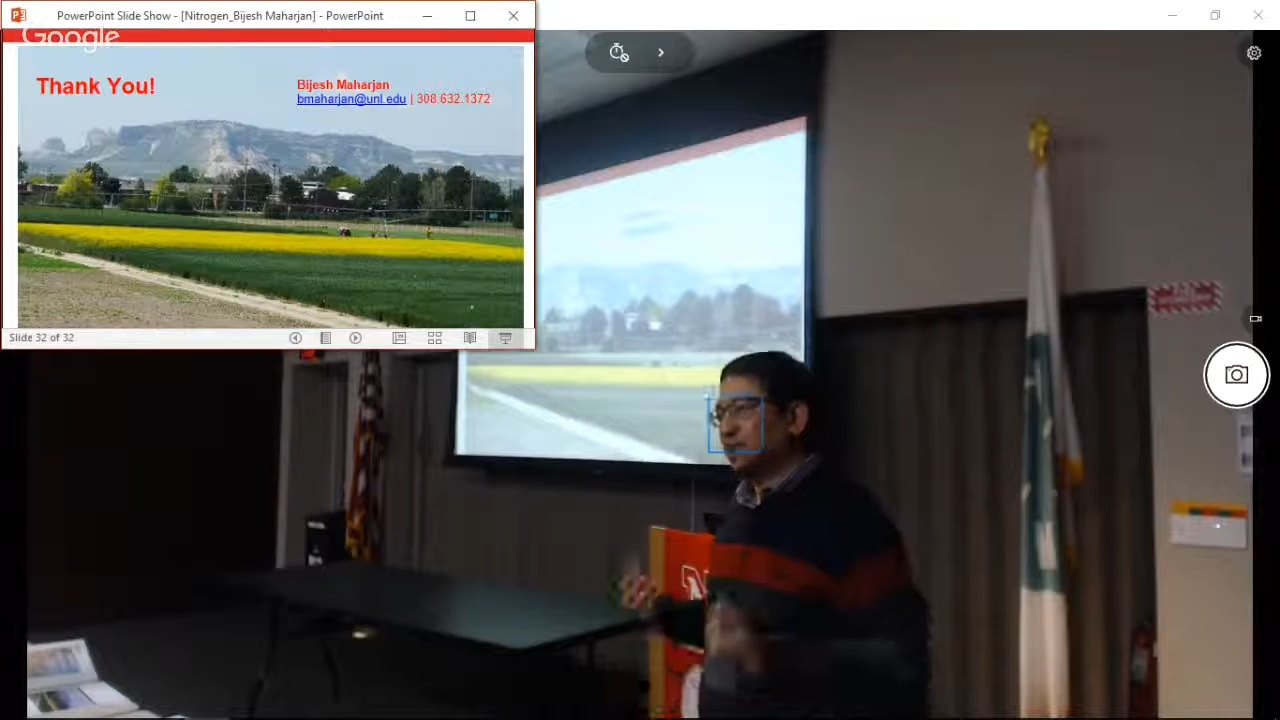 PowerPoint Slide Show - [Nitrogen_Bijesh Maharjan] - PowerPoint
Google
Thank You!
Bijesh Maharjan
bmaharjan@unl.edu | 308 632.1372
Slide 32 of 32
N